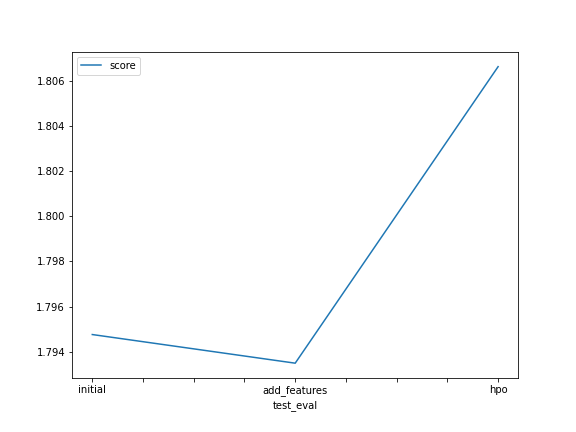 score
1.806
1.804
1.802
1.800
1.798
1.796
1.794
initial
add_features
hpo
test_eval